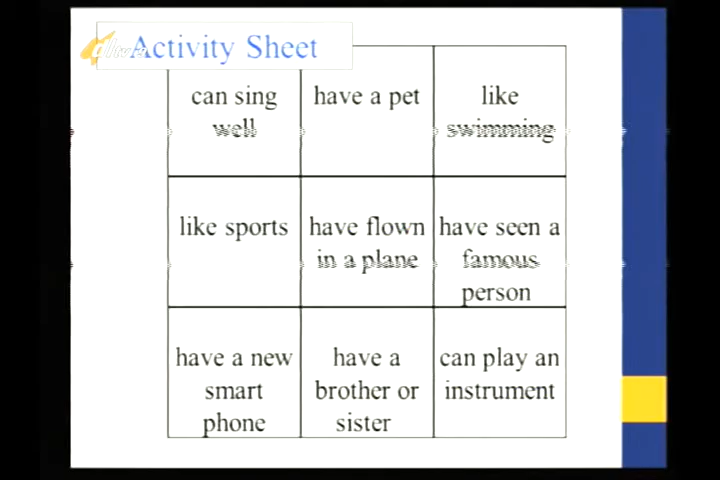 Activity Sheet
can sing
well
have a pet
like
swimming
like sports
have flown
in a plane
have seen a
famous
person
have a new
smart
phone
have a
brother or
sister
can play an
instrument